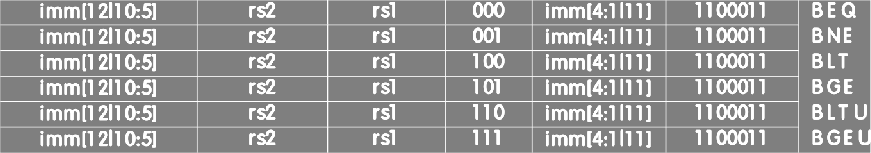 imm[12|10:5] rs2 rs1 000 imm[4:1|11] 1100011 BEQ
imm[12|10:5] rs2 rs1 001 imm[4:1|11] 1100011 BNE
imm[12|10:5] rs2 rs1 100 imm[4:1|11] 1100011 BLT
imm[12|10:5] rs2 rs1 101 imm[4:1|11] 1100011 BGE
imm[12|10:5] rs2 rs1 110 imm[4:1|11] 1100011 BLTU
imm[12|10:5] rs2 rs1 111 imm[4:1|11] 1100011 BGEU